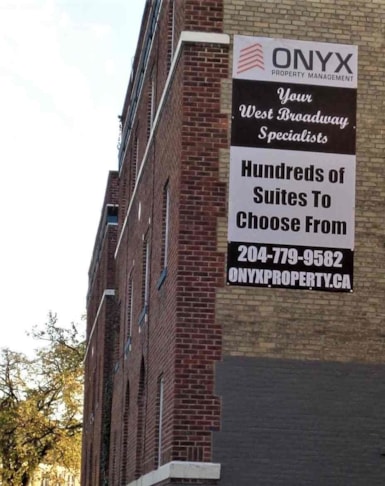 ONYX
PROPERTY MANAGEMENT
Your
West Broadway
Specialists
Hundreds of
Suites To
Choose From
204-779-9582
ONYXPROPERTY.CA